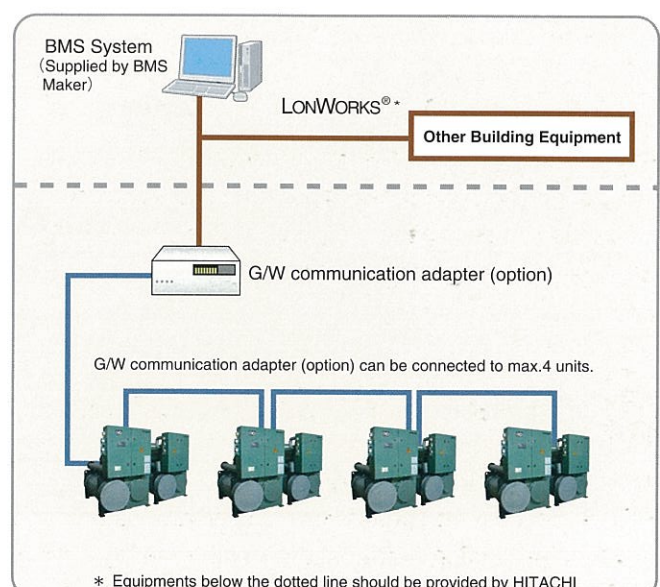 BMS System
(Supplied by BMS
Maker)
LONWORKS® *
Other Building Equipment
G/W communication adapter (option)
G/W communication adapter (option) can be connected to max.4 units.
* Equipments below the dotted line should be provided by HITACHI